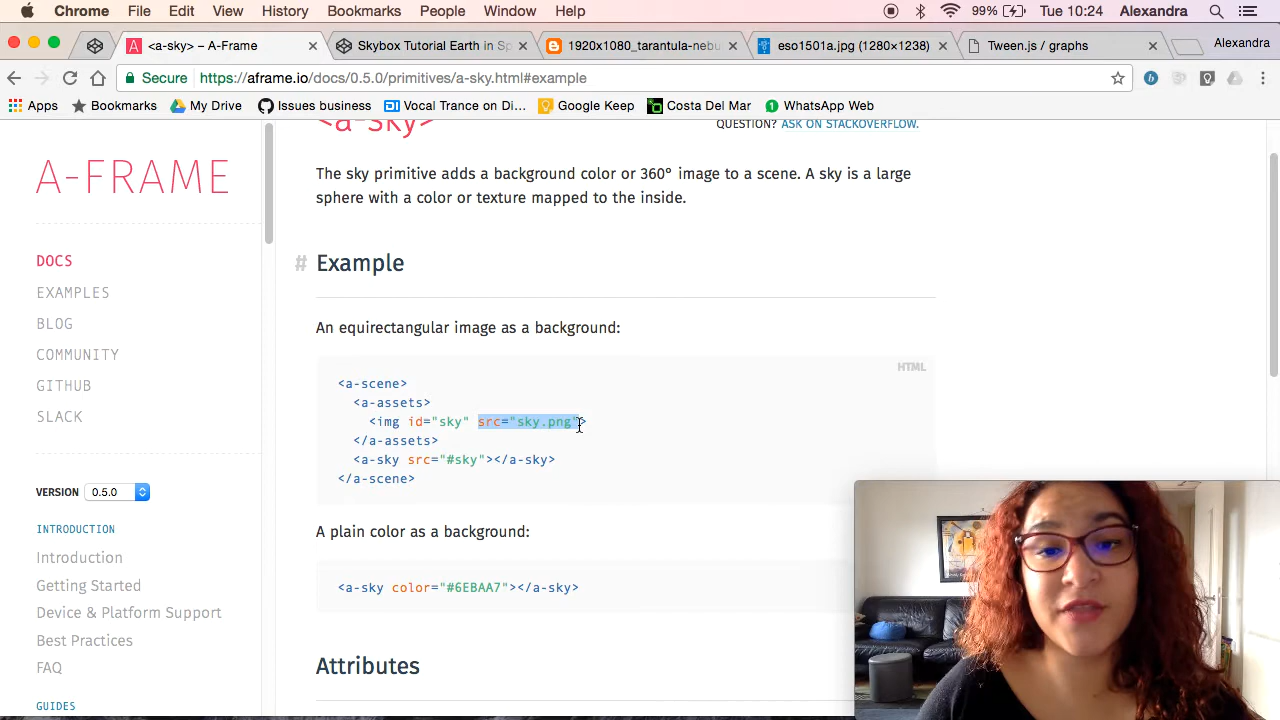 Chrome File Edit View History Bookmarks People Window Help 99% Tue 10:24 Alexandra
<a-sky> – A-Frame
Skybox Tutorial Earth in Sp
1920x1080_tarantula-nebu
eso1501a.jpg (1280×1238)
Tween.js / graphs
Alexandra
Secure https://aframe.io/docs/0.5.0/primitives/a-sky.html#example
Apps Bookmarks My Drive Issues business Vocal Trance on Di... Google Keep Costa Del Mar WhatsApp Web
<a-sky>
QUESTION? ASK ON STACKOVERFLOW.
A-FRAME
DOCS
EXAMPLES
BLOG
COMMUNITY
GITHUB
SLACK
VERSION 0.5.0
INTRODUCTION
Introduction
Getting Started
Device & Platform Support
Best Practices
FAQ
GUIDES
The sky primitive adds a background color or 360° image to a scene. A sky is a large
sphere with a color or texture mapped to the inside.
# Example
An equirectangular image as a background:
HTML
<a-scene>
<a-assets>
<img id="sky" src="sky.png">
</a-assets>
<a-sky src="#sky"></a-sky>
</a-scene>
A plain color as a background:
<a-sky color="#6EBAA7"></a-sky>
Attributes